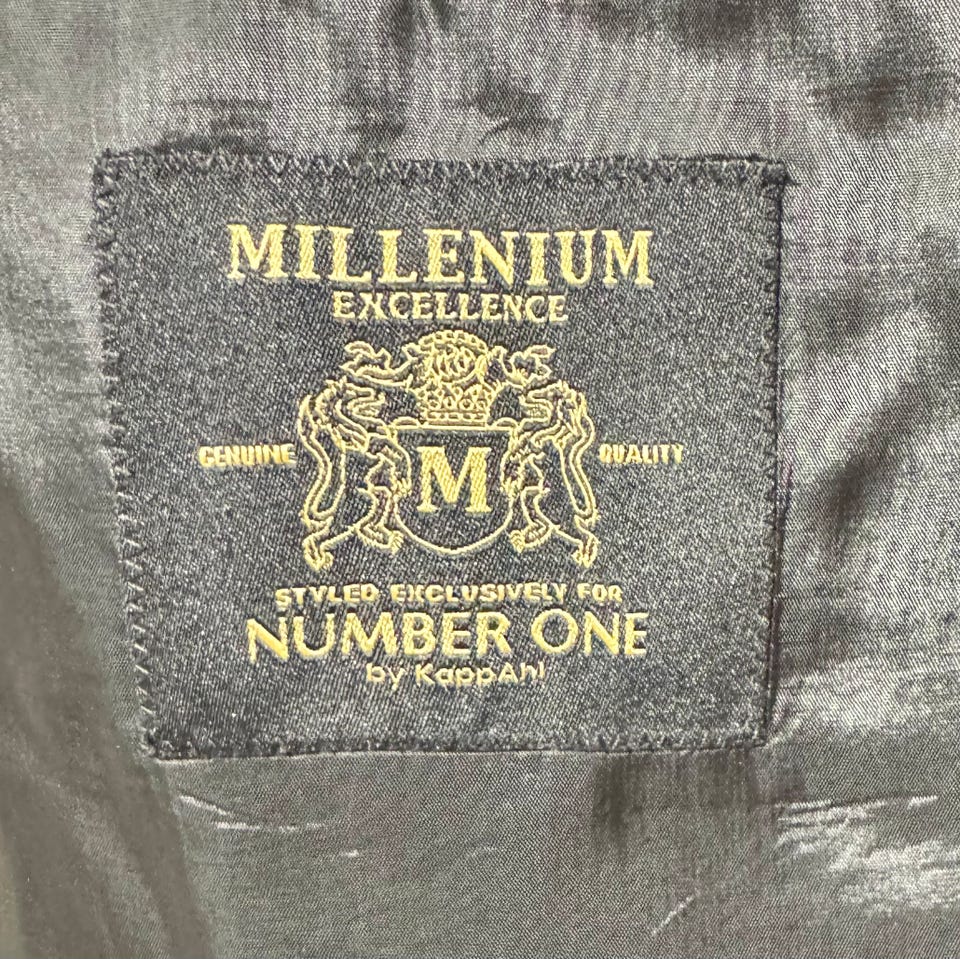 MILLENIUM
EXCELLENCE
GENUINE M QUALITY
STYLED EXCLUSIVELY FOR
NUMBER ONE
by KappAhl